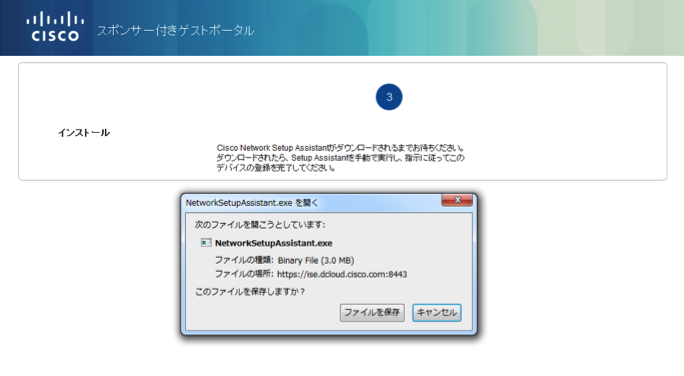 CISCO スポンサー付きゲストポータル
3
インストール
Cisco Network Setup Assistantがダウンロードされるまでお待ちください。
ダウンロードされたら、Setup Assistantを手動で実行し、指示に従ってこの
デバイスの登録を完了してください。
NetworkSetupAssistant.exe を開く
次のファイルを開こうとしています:
NetworkSetupAssistant.exe
ファイルの種類: Binary File (3.0 MB)
ファイルの場所: https://ise.dcloud.cisco.com:8443
このファイルを保存しますか?
ファイルを保存 キャンセル